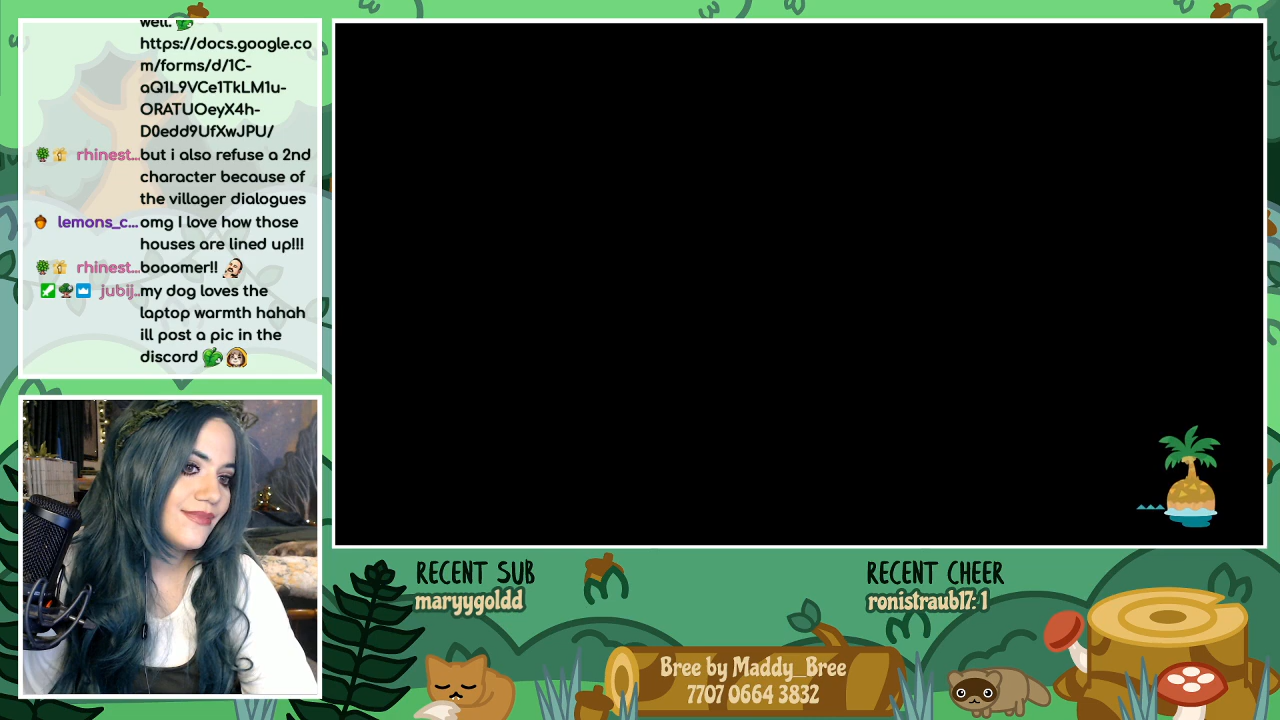 well.
https://docs.google.co
m/forms/d/1C-
aQ1L9VCe1TkLM1u-
ORATUOeyX4h-
D0edd9UfXwJPU/
rhinest...but i also refuse a 2nd
character because of
the villager dialogues
lemons_c...omg I love how those
houses are lined up!!!
rhinest...booomer!!
jubij...my dog loves the
laptop warmth hahah
ill post a pic in the
discord
RECENT SUB
maryygoldd
RECENT CHEER
ronistraub17: 1
Bree by Maddy_Bree
7707 0664 3832